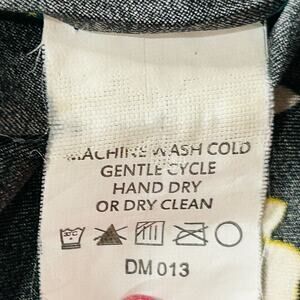 MACHINE WASH COLD
GENTLE CYCLE
HAND DRY
OR DRY CLEAN
DM 013